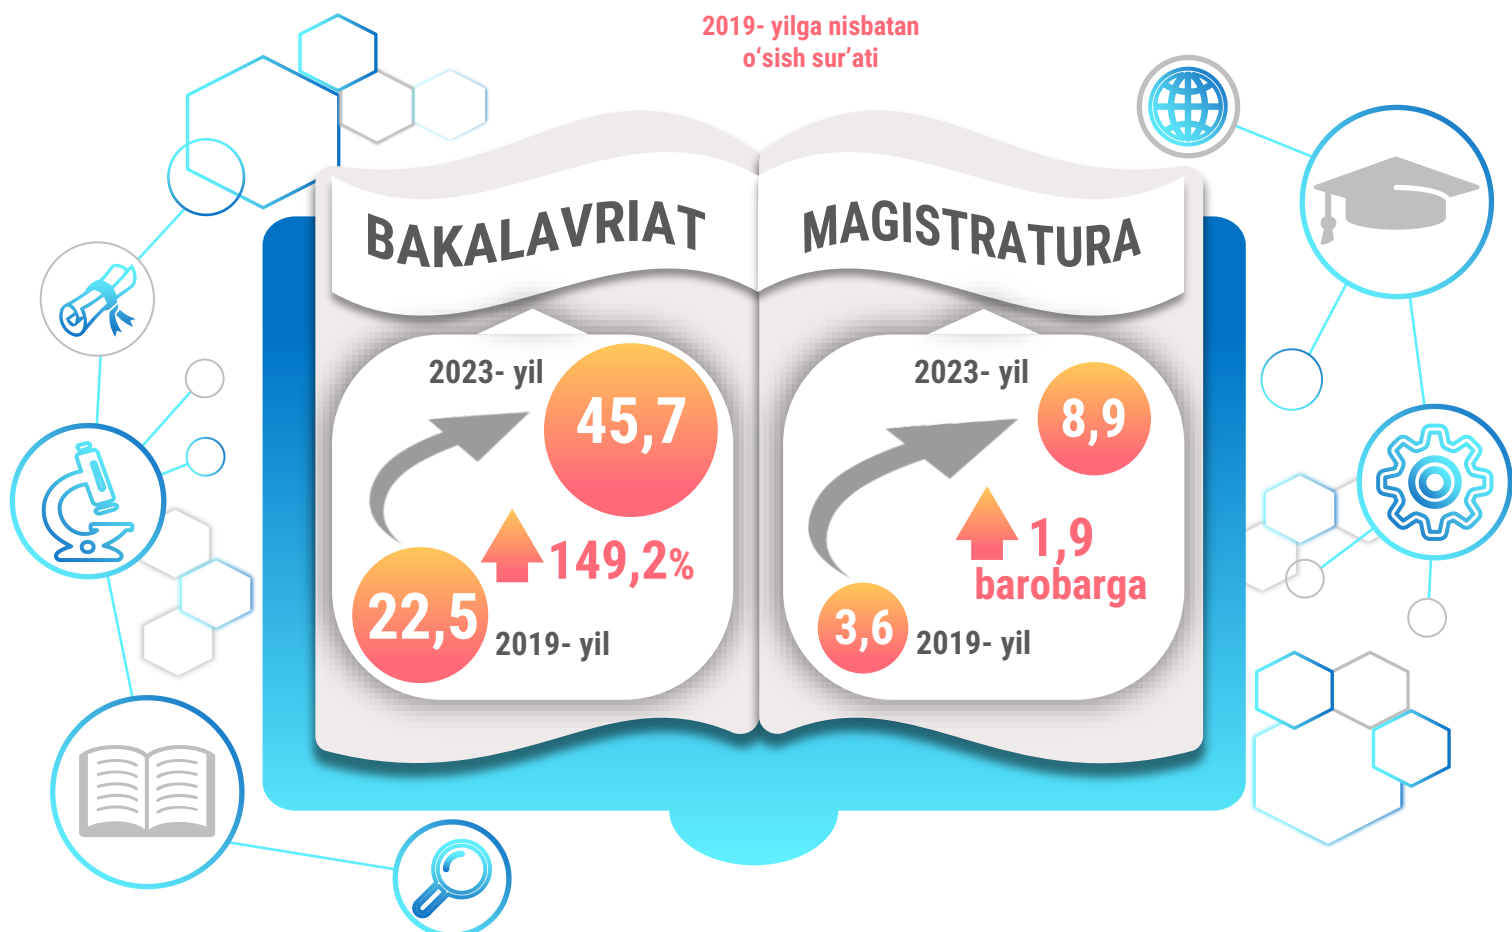 2019- yilga nisbatan
o‘sish sur’ati
BAKALAVRIAT
2023- yil
45,7
149,2%
22,5
2019- yil
MAGISTRATURA
2023- yil
8,9
1,9
barobarga
3,6
2019- yil